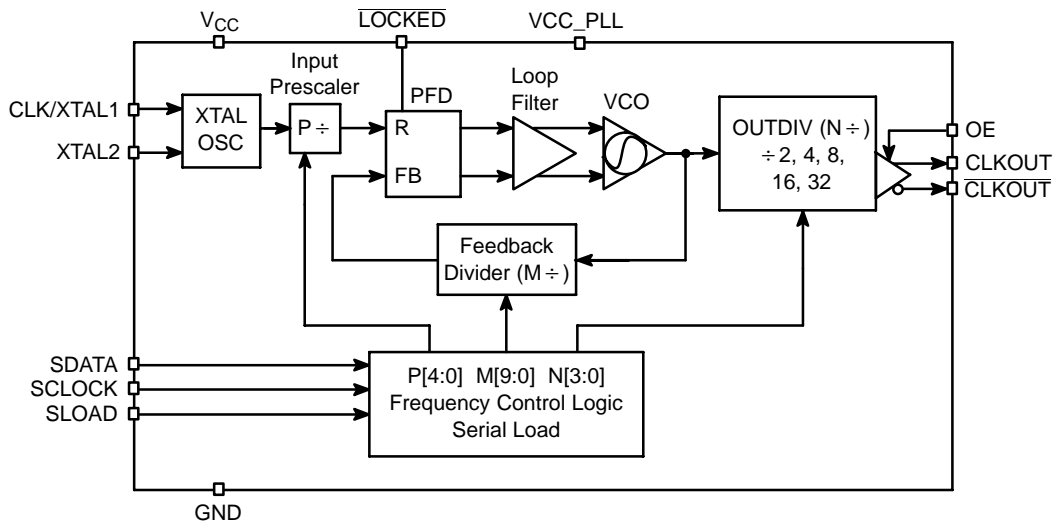 VCC
LOCKED
VCC_PLL
Input
Prescaler
PFD
Loop
Filter
VCO
CLK/XTAL1
XTAL2
XTAL
OSC
P ÷
R
FB
OUTDIV (N ÷)
÷ 2, 4, 8,
16, 32
OE
CLKOUT
CLKOUT
Feedback
Divider (M ÷)
SDATA
SCLOCK
SLOAD
P[4:0] M[9:0] N[3:0]
Frequency Control Logic
Serial Load
GND